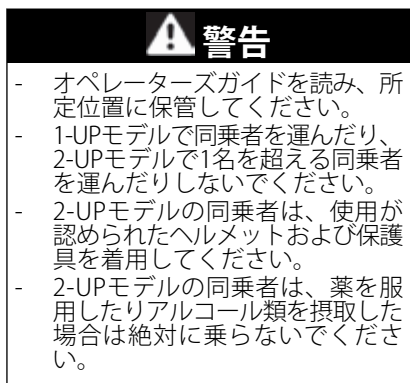 警告
- オペレーターズガイドを読み、所
定位置に保管してください。
- 1-UPモデルで同乗者を運んだり、
2-UPモデルで1名を超える同乗者
を運んだりしないでください。
- 2-UPモデルの同乗者は、使用が
認められたヘルメットおよび保護
具を着用してください。
- 2-UPモデルの同乗者は、薬を服
用したりアルコール類を摂取した
場合は絶対に乗らないでくださ
い。